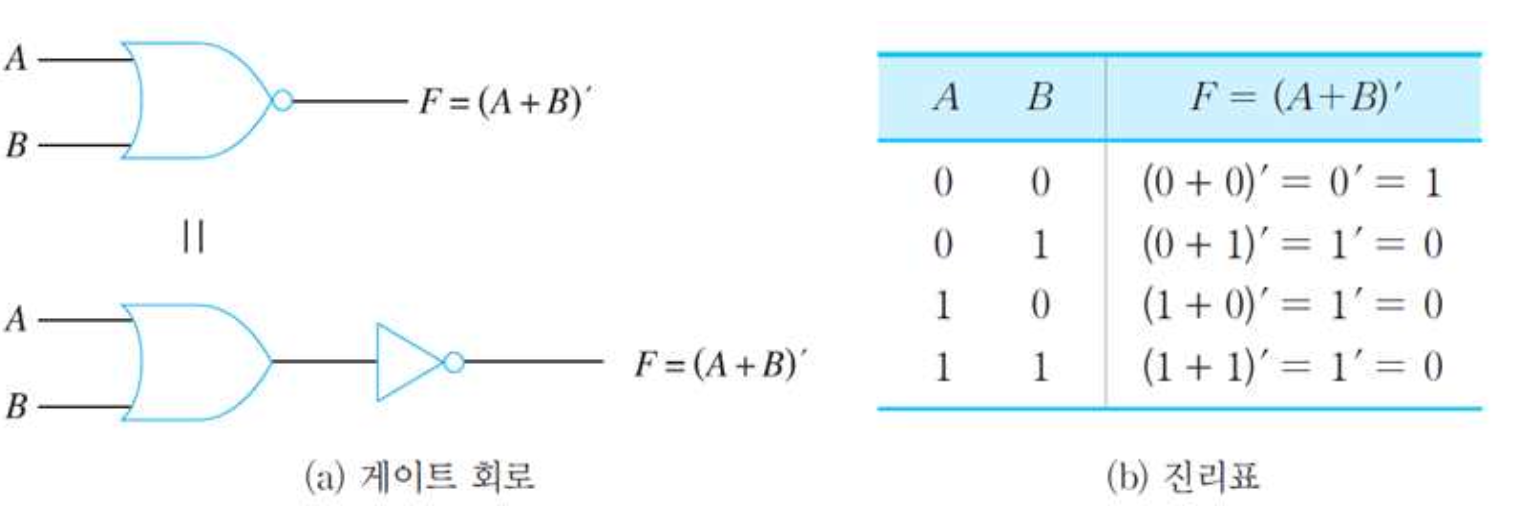 A
B
F = (A + B)′
||
A
B
F = (A + B)′
(a) 게이트 회로
A B F = (A+B)′
0 0 (0 + 0)′ = 0′ = 1
0 1 (0 + 1)′ = 1′ = 0
1 0 (1 + 0)′ = 1′ = 0
1 1 (1 + 1)′ = 1′ = 0
(b) 진리표